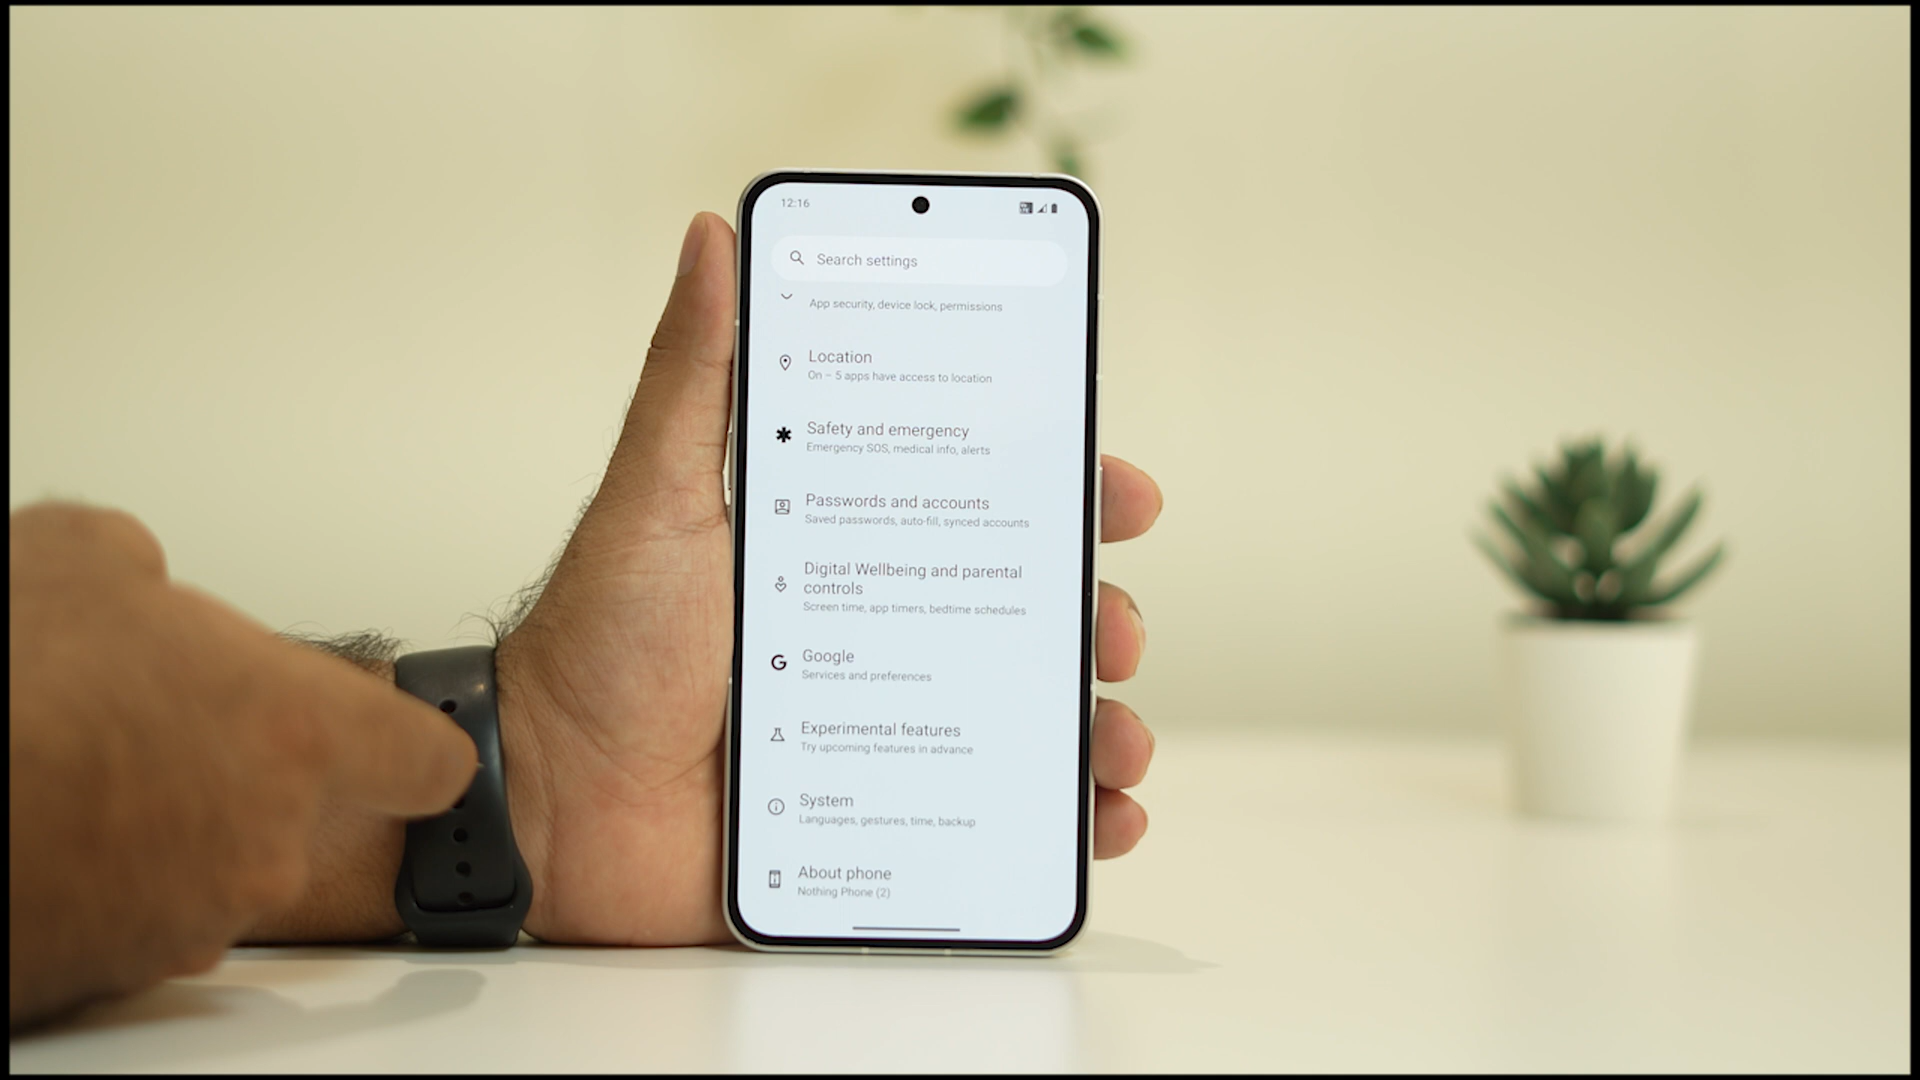 12:16
Search settings
App security, device lock, permissions
Location
On – 5 apps have access to location
Safety and emergency
Emergency SOS, medical info, alerts
Passwords and accounts
Saved passwords, auto-fill, synced accounts
Digital Wellbeing and parental
controls
Screen time, app timers, bedtime schedules
Google
Services and preferences
Experimental features
Try upcoming features in advance
System
Languages, gestures, time, backup
About phone
Nothing Phone (2)